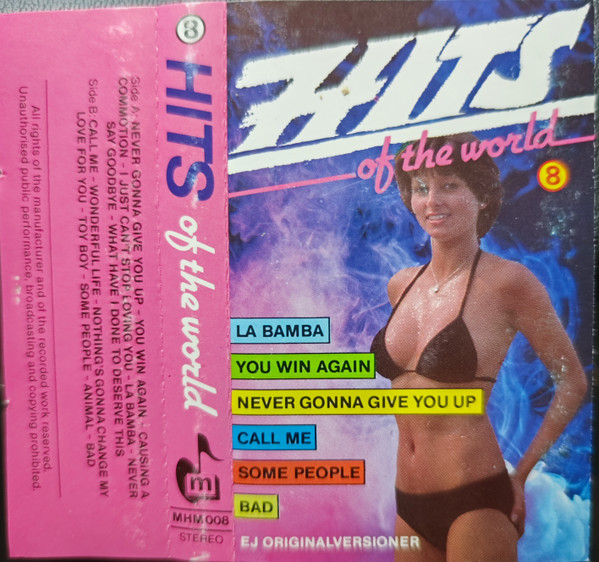 All rights of the manufacturer and of the recorded work reserved.
Unauthorised public performance, broadcasting and copying prohibited.
Side A: NEVER GONNA GIVE YOU UP - YOU WIN AGAIN - CAUSING A
COMMOTION - I JUST CAN'T STOP LOVING YOU - LA BAMBA - NEVER
SAY GOODBYE - WHAT HAVE I DONE TO DESERVE THIS
Side B: CALL ME - WONDERFUL LIFE - NOTHING'S GONNA CHANGE MY
LOVE FOR YOU - TOY BOY - SOME PEOPLE - ANIMAL - BAD
8
HITS of the world
MHM 008
STEREO
HITS
of the world
8
LA BAMBA
YOU WIN AGAIN
NEVER GONNA GIVE YOU UP
CALL ME
SOME PEOPLE
BAD
EJ ORIGINALVERSIONER